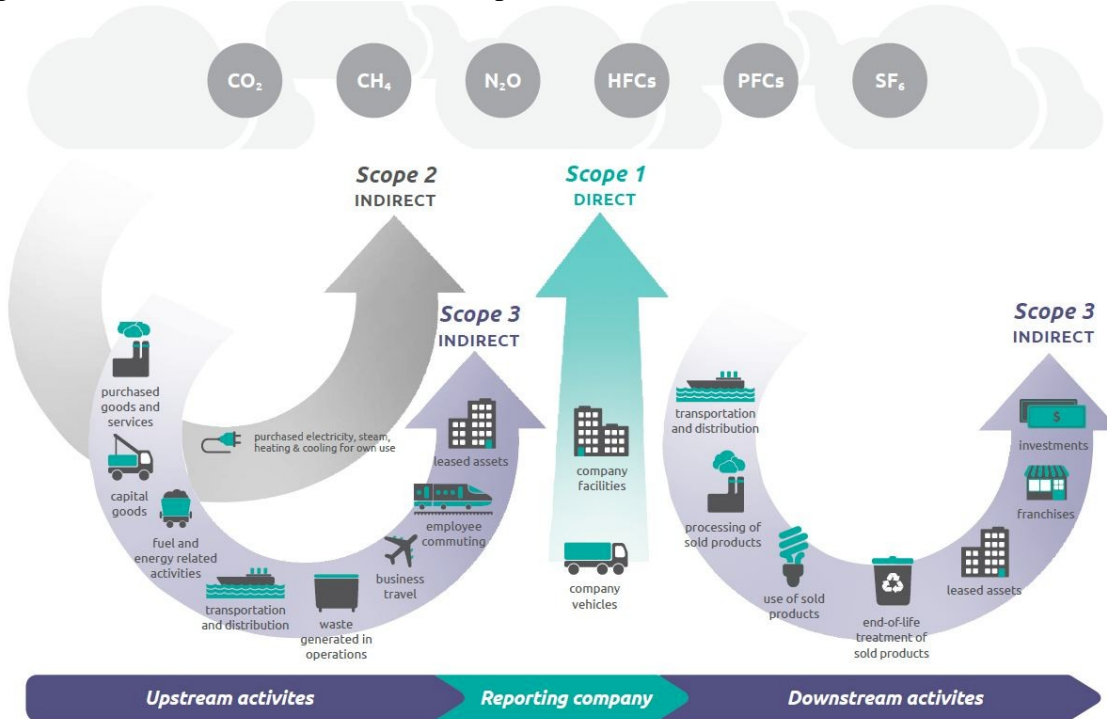 CO₂
CH₄
N₂O
HFCs
PFCs
SF₆
Scope 2
INDIRECT
Scope 1
DIRECT
Scope 3
INDIRECT
Scope 3
INDIRECT
purchased
goods and
services
capital
goods
fuel and
energy related
activities
transportation
and distribution
waste
generated in
operations
business
travel
employee
commuting
leased assets
purchased electricity, steam,
heating & cooling for own use
company
facilities
company
vehicles
transportation
and distribution
processing of
sold products
use of sold
products
end-of-life
treatment of
sold products
leased assets
franchises
$
investments
Upstream activites
Reporting company
Downstream activites